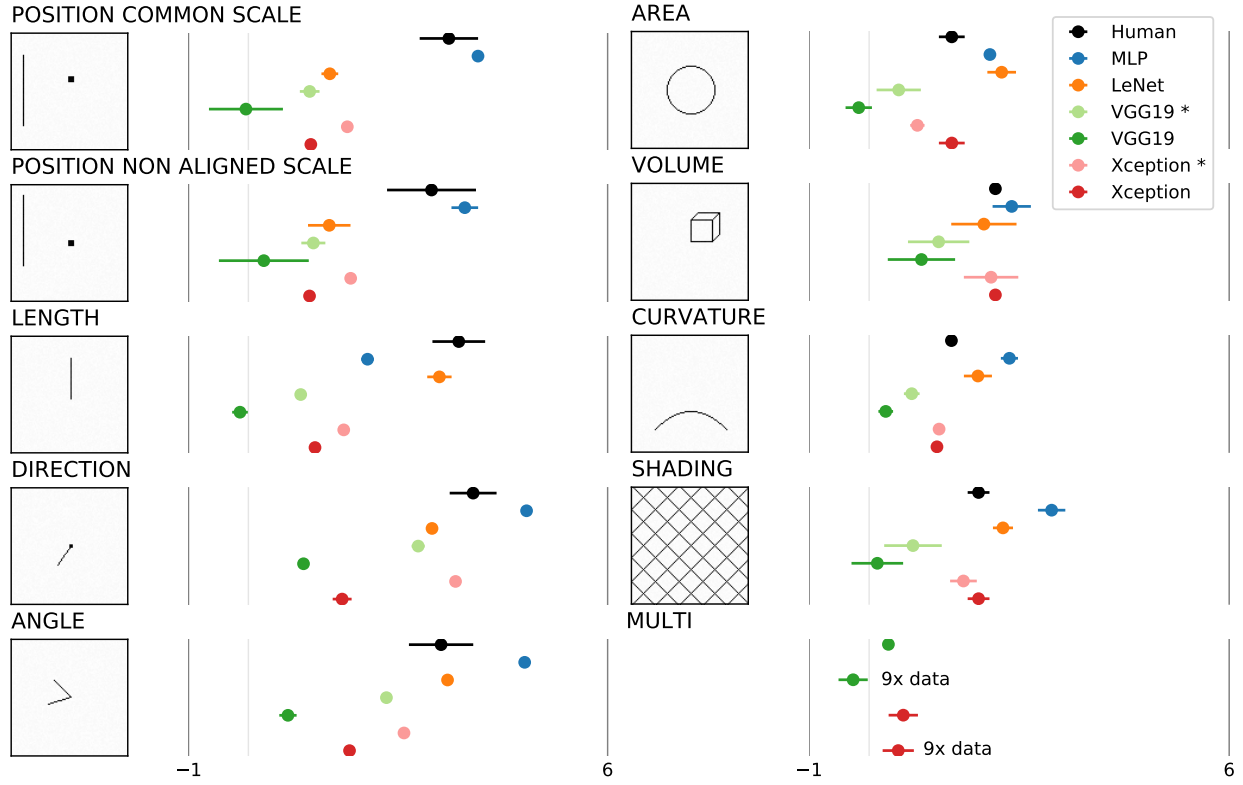 POSITION COMMON SCALE
POSITION NON ALIGNED SCALE
LENGTH
DIRECTION
ANGLE
−1
6
AREA
VOLUME
CURVATURE
SHADING
MULTI
9x data
9x data
−1
6
Human
MLP
LeNet
VGG19 *
VGG19
Xception *
Xception